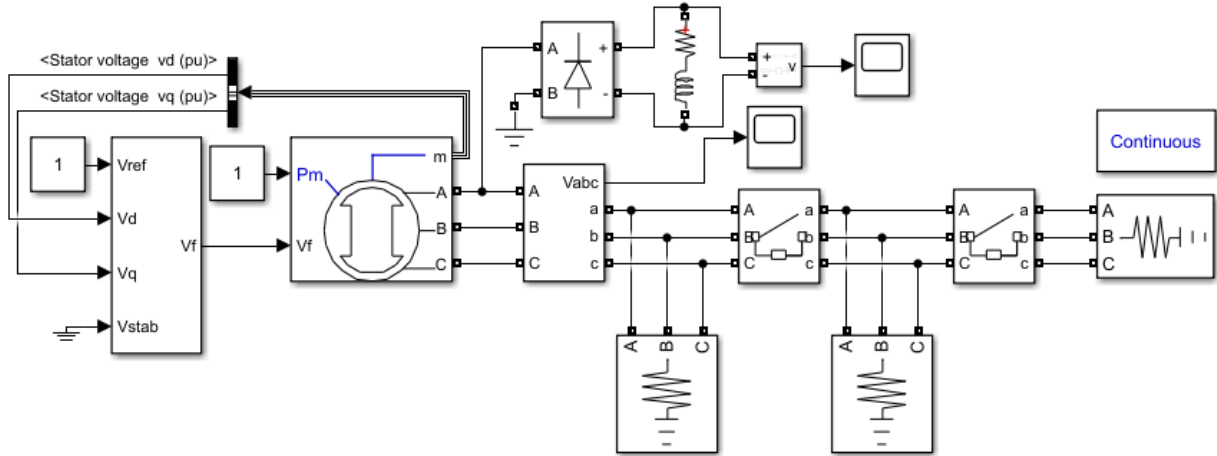 <Stator voltage vd (pu)>
<Stator voltage vq (pu)>
1
Vref
Vd
Vq
Vstab
Vf
1
Pm
Vf
m
A
B
C
A
B
+
-
+
-
v
A
B
C
Vabc
a
b
c
A
B
C
a
b
c
A
B
C
a
b
c
Continuous
A
B
C
A
B
C
A
B
C